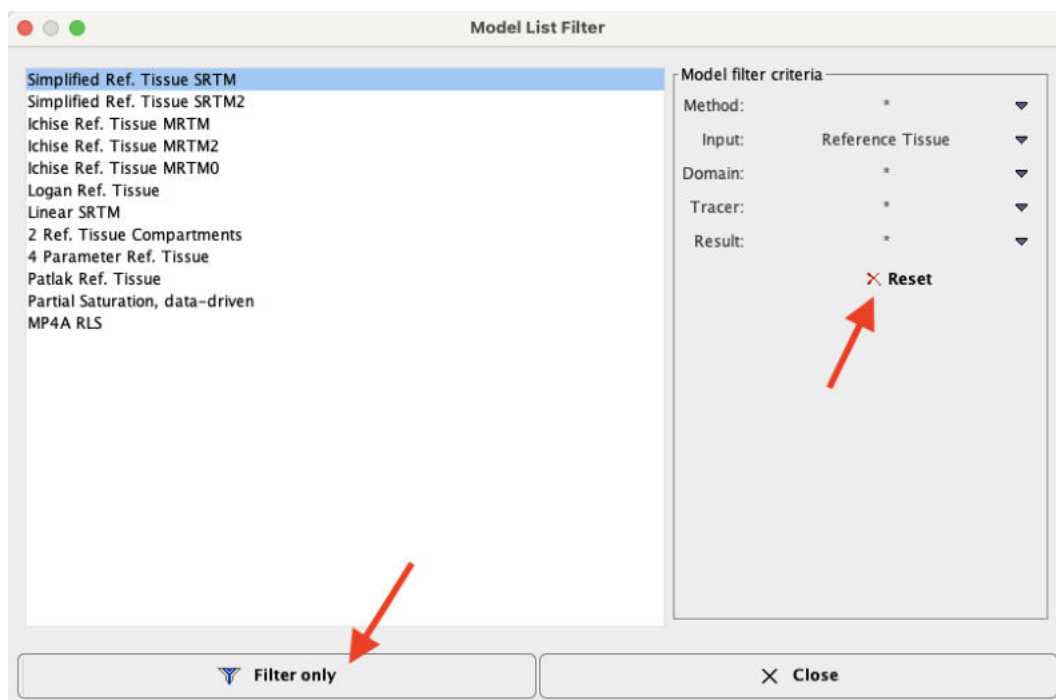 Model List Filter
Simplified Ref. Tissue SRTM
Simplified Ref. Tissue SRTM2
Ichise Ref. Tissue MRTM
Ichise Ref. Tissue MRTM2
Ichise Ref. Tissue MRTM0
Logan Ref. Tissue
Linear SRTM
2 Ref. Tissue Compartments
4 Parameter Ref. Tissue
Patlak Ref. Tissue
Partial Saturation, data-driven
MP4A RLS
Model filter criteria
Method: *
Input: Reference Tissue
Domain: *
Tracer: *
Result: *
Reset
Filter only
Close